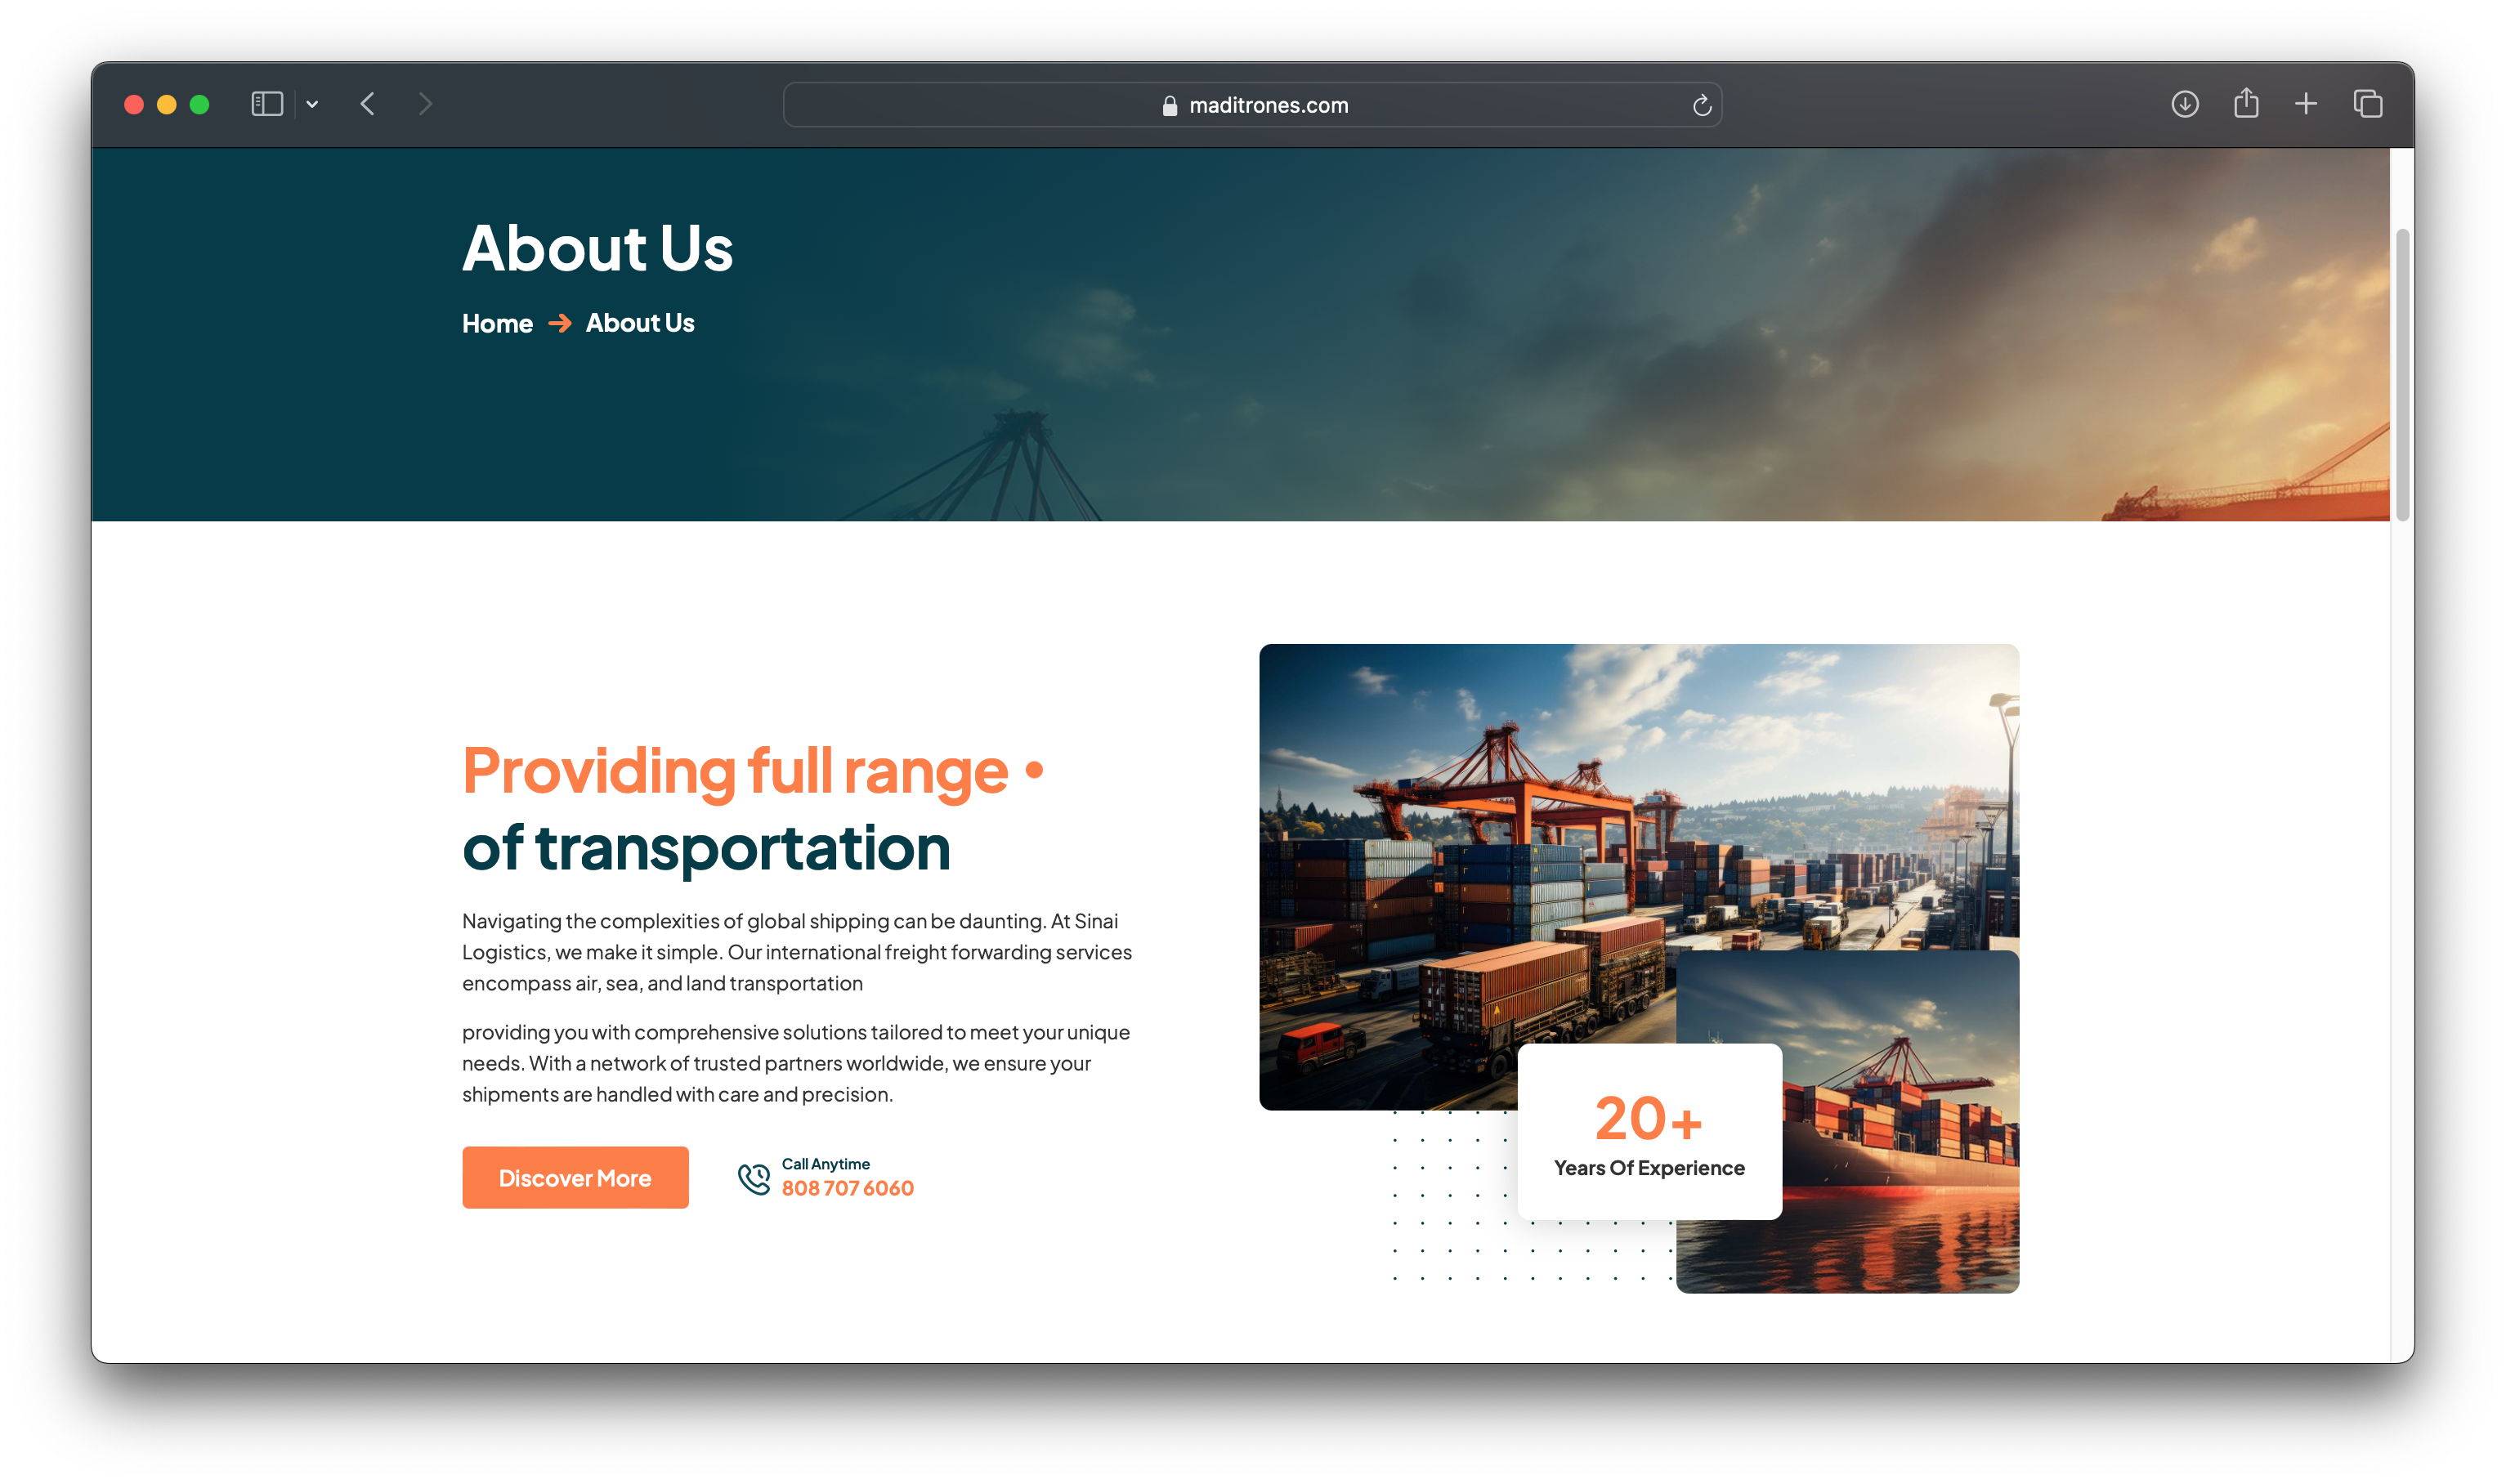 maditrones.com
About Us
Home → About Us
Providing full range •
of transportation
Navigating the complexities of global shipping can be daunting. At Sinai
Logistics, we make it simple. Our international freight forwarding services
encompass air, sea, and land transportation
providing you with comprehensive solutions tailored to meet your unique
needs. With a network of trusted partners worldwide, we ensure your
shipments are handled with care and precision.
Discover More
Call Anytime
808 707 6060
20+
Years Of Experience